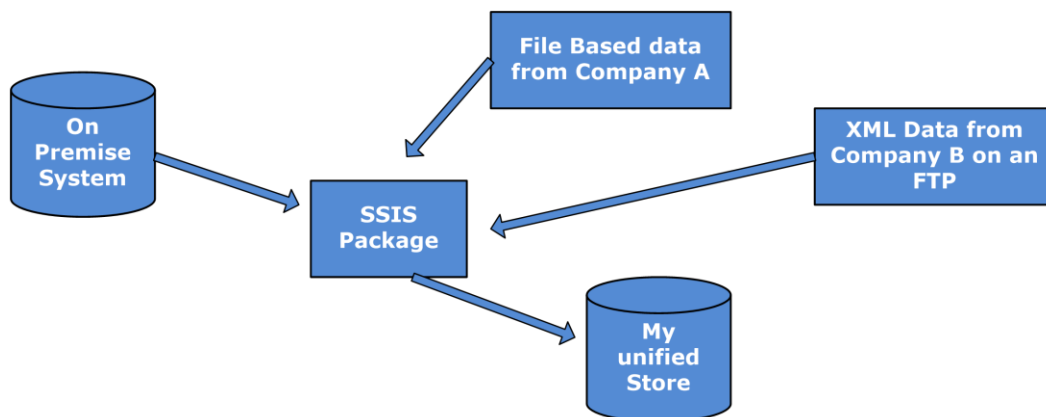 File Based data
from Company A
On
Premise
System
XML Data from
Company B on an
FTP
SSIS
Package
My
unified
Store